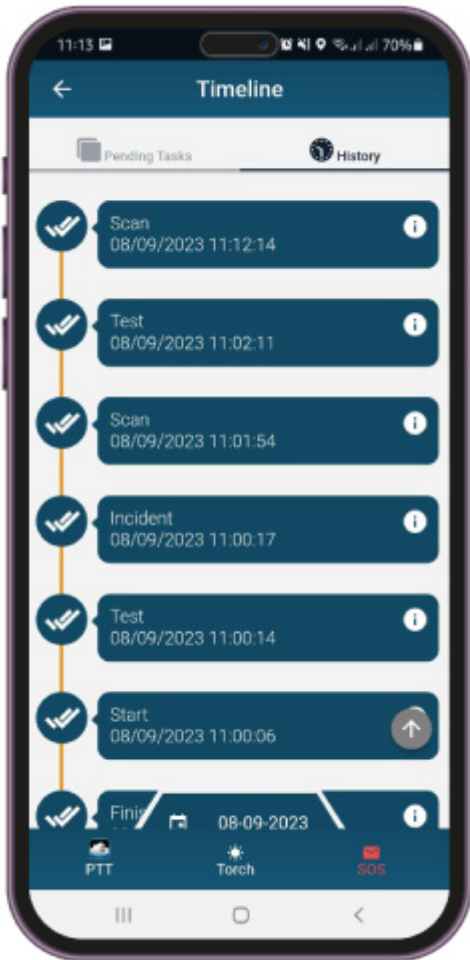 11:13
70%
Timeline
Pending Tasks
History
Scan
08/09/2023 11:12:14
Test
08/09/2023 11:02:11
Scan
08/09/2023 11:01:54
Incident
08/09/2023 11:00:17
Test
08/09/2023 11:00:14
Start
08/09/2023 11:00:06
08-09-2023
PTT
Torch
SOS